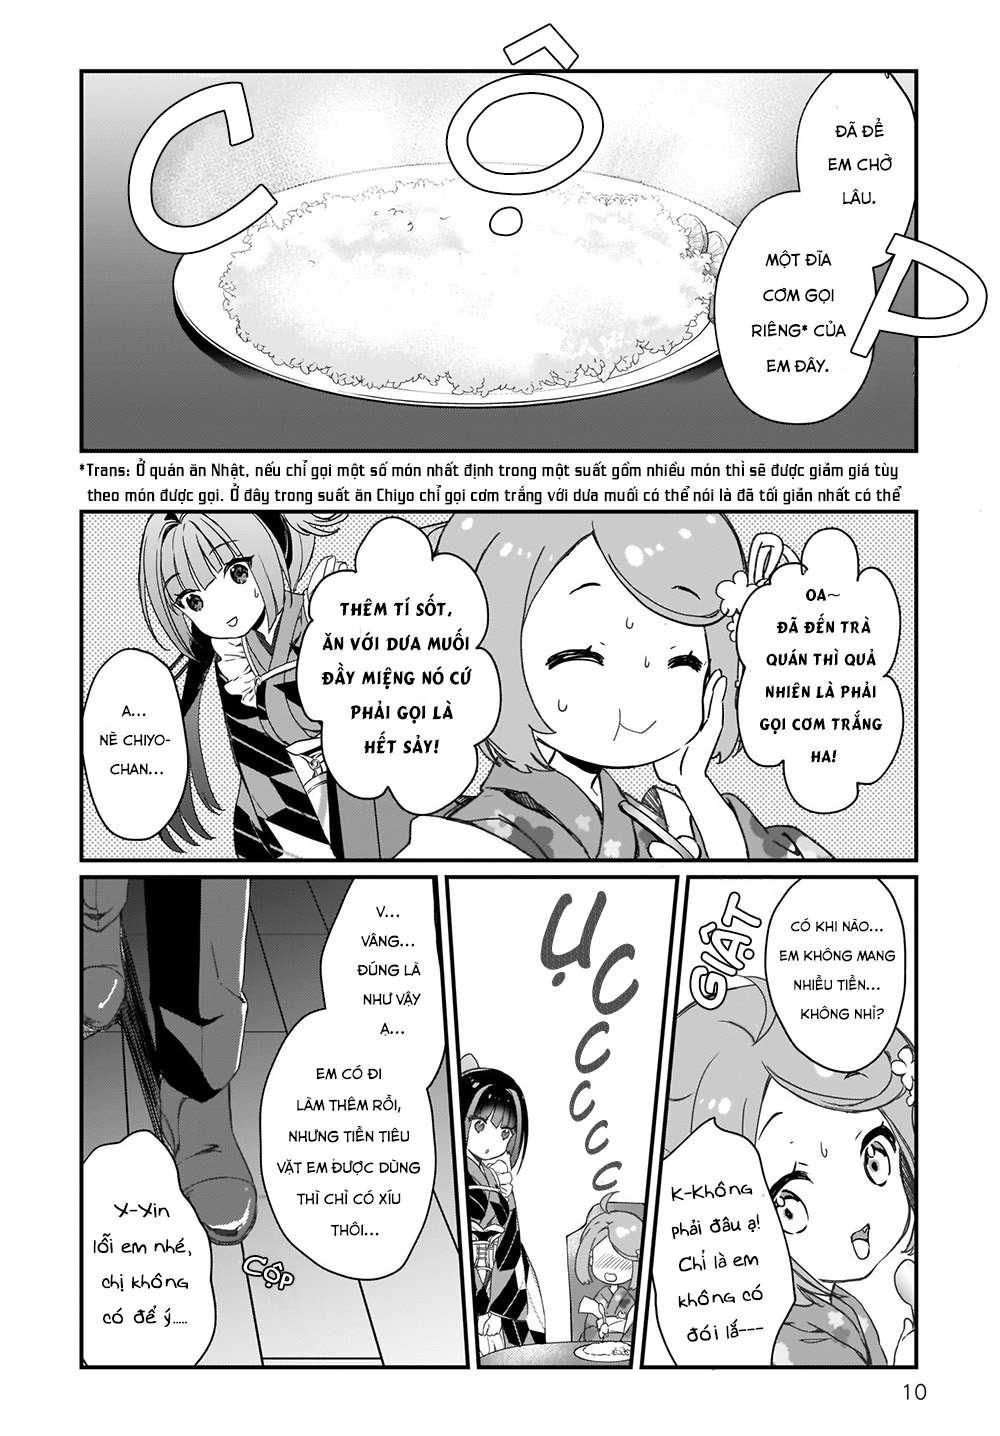 CỘP
ĐÃ ĐỂ
EM CHỜ
LÂU.
MỘT ĐĨA
CƠM GỌI
RIÊNG* CỦA
EM ĐÂY.
*Trans: Ở quán ăn Nhật, nếu chỉ gọi một số món nhất định trong một suất gồm nhiều món thì sẽ được giảm giá tùy
theo món được gọi. Ở đây trong suất ăn Chiyo chỉ gọi cơm trắng với dưa muối có thể nói là đã tối giản nhất có thể
OA~
ĐÃ ĐẾN TRÀ
QUÁN THÌ QUẢ
NHIÊN LÀ PHẢI
GỌI CƠM TRẮNG
HA!
THÊM TÍ SỐT,
ĂN VỚI DƯA MUỐI
ĐẦY MIỆNG NÓ CỨ
PHẢI GỌI LÀ
HẾT SẢY!
A...
NÈ CHIYO-
CHAN...
CÓ KHI NÀO...
EM KHÔNG MANG
NHIỀU TIỀN...
KHÔNG NHỈ?
GIẬT
K-Không
phải đâu ạ!
Chỉ là em
không có
đói lắ---
ỤCCCCCC
V...
VÂNG...
ĐÚNG LÀ
NHƯ VẬY
Ạ...
EM CÓ ĐI
LÀM THÊM RỒI,
NHƯNG TIỀN TIÊU
VẶT EM ĐƯỢC DÙNG
THÌ CHỈ CÓ XÍU
THÔI...
X-Xin
lỗi em nhé,
chị không
có để ý.....
CỘP
10